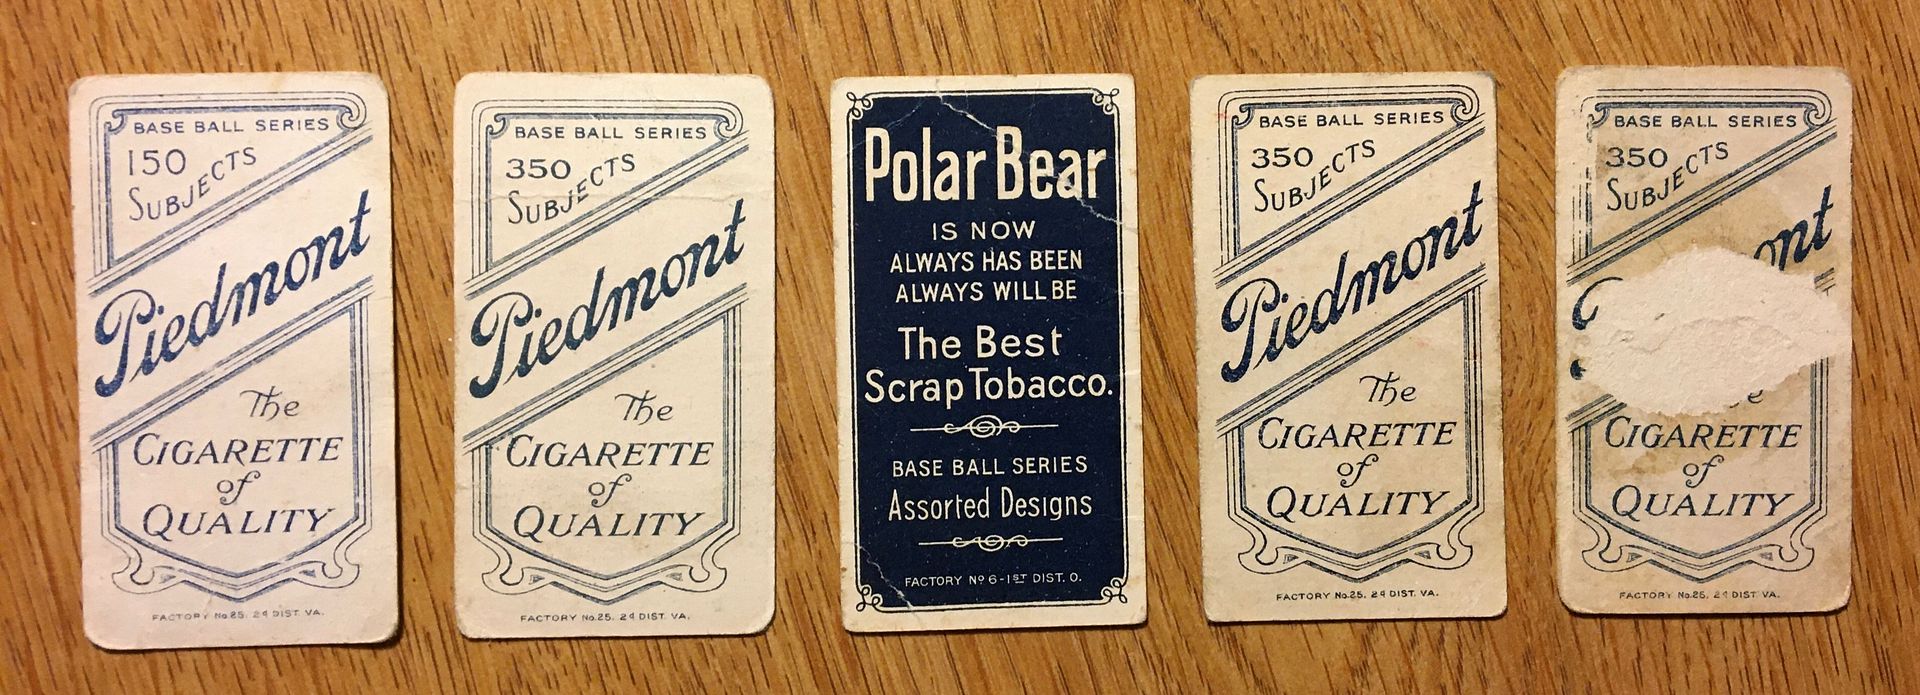 BASE BALL SERIES
150
SUBJECTS
Piedmont
The
CIGARETTE
of
QUALITY
FACTORY No.25. 2d DIST. VA.
BASE BALL SERIES
350
SUBJECTS
Piedmont
The
CIGARETTE
of
QUALITY
FACTORY No.25. 2d DIST. VA.
Polar Bear
IS NOW
ALWAYS HAS BEEN
ALWAYS WILL BE
The Best
Scrap Tobacco.
BASE BALL SERIES
Assorted Designs
FACTORY No 6-1ST DIST. O.
BASE BALL SERIES
350
SUBJECTS
Piedmont
The
CIGARETTE
of
QUALITY
FACTORY No.25. 2d DIST. VA.
BASE BALL SERIES
350
SUBJECTS
ont
CIGARETTE
of
QUALITY
FACTORY No.25. 2d DIST. VA.